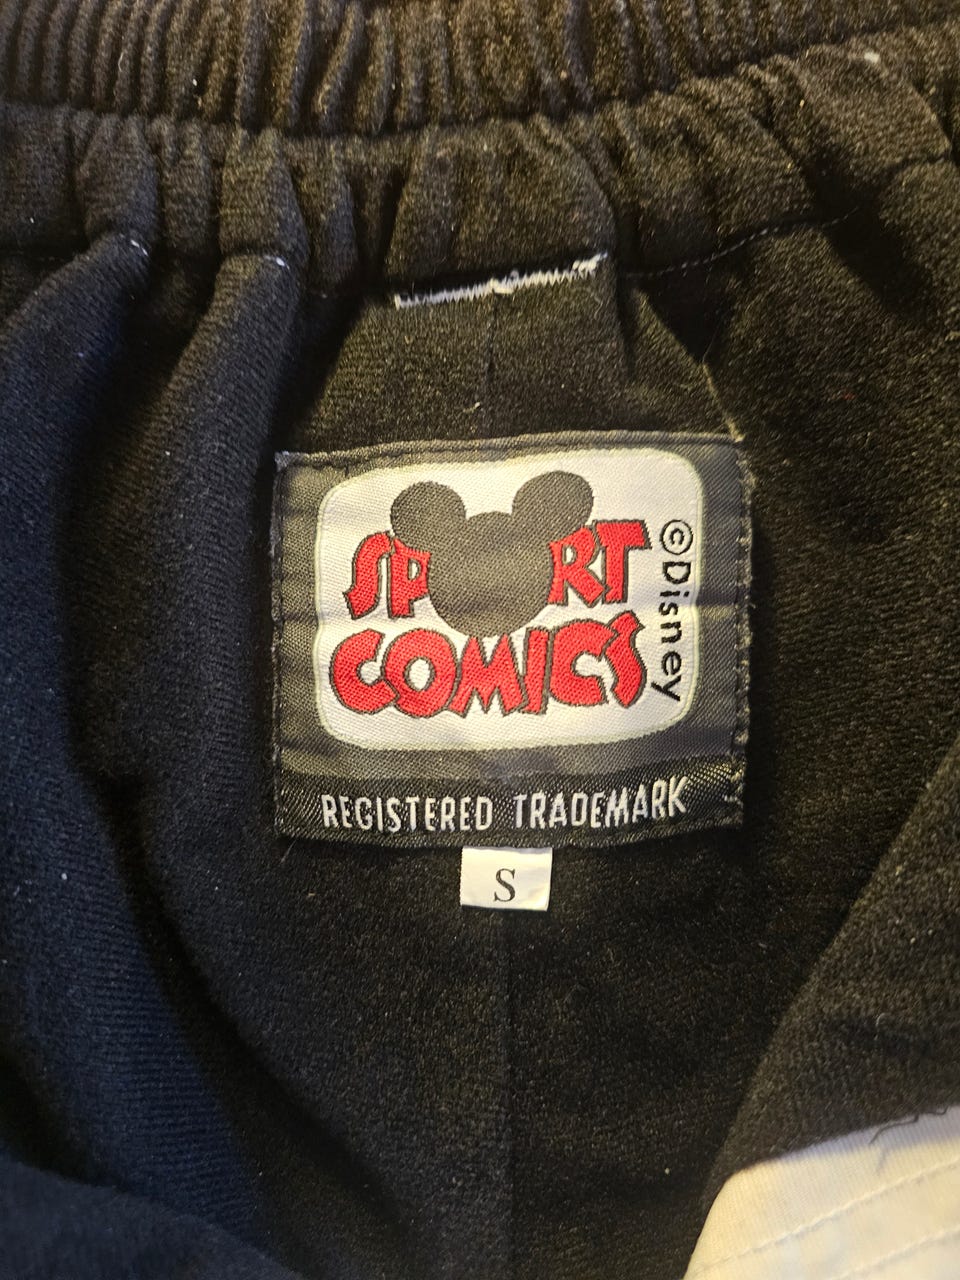 SPORT
COMICS
©Disney
REGISTERED TRADEMARK
S